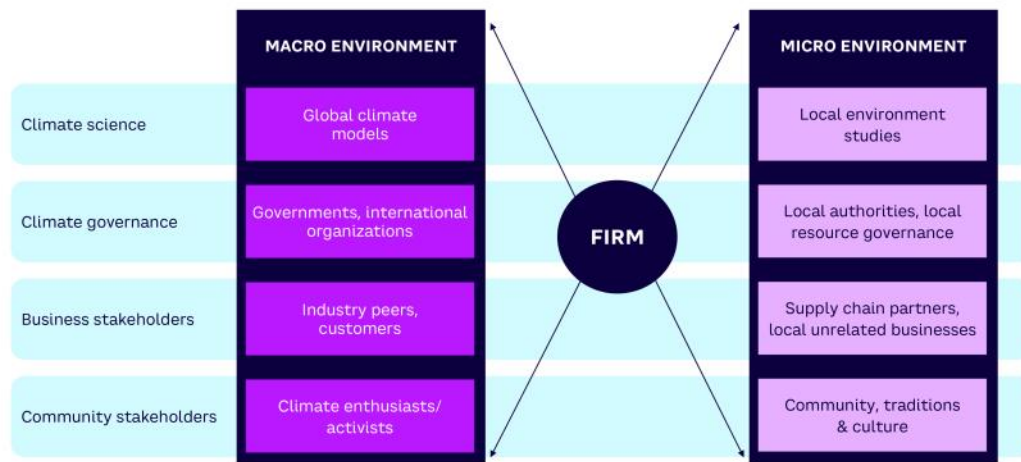 MACRO ENVIRONMENT
MICRO ENVIRONMENT
Climate science
Global climate
models
Local environment
studies
Climate governance
Governments, international
organizations
FIRM
Local authorities, local
resource governance
Business stakeholders
Industry peers,
customers
Supply chain partners,
local unrelated businesses
Community stakeholders
Climate enthusiasts/
activists
Community, traditions
& culture